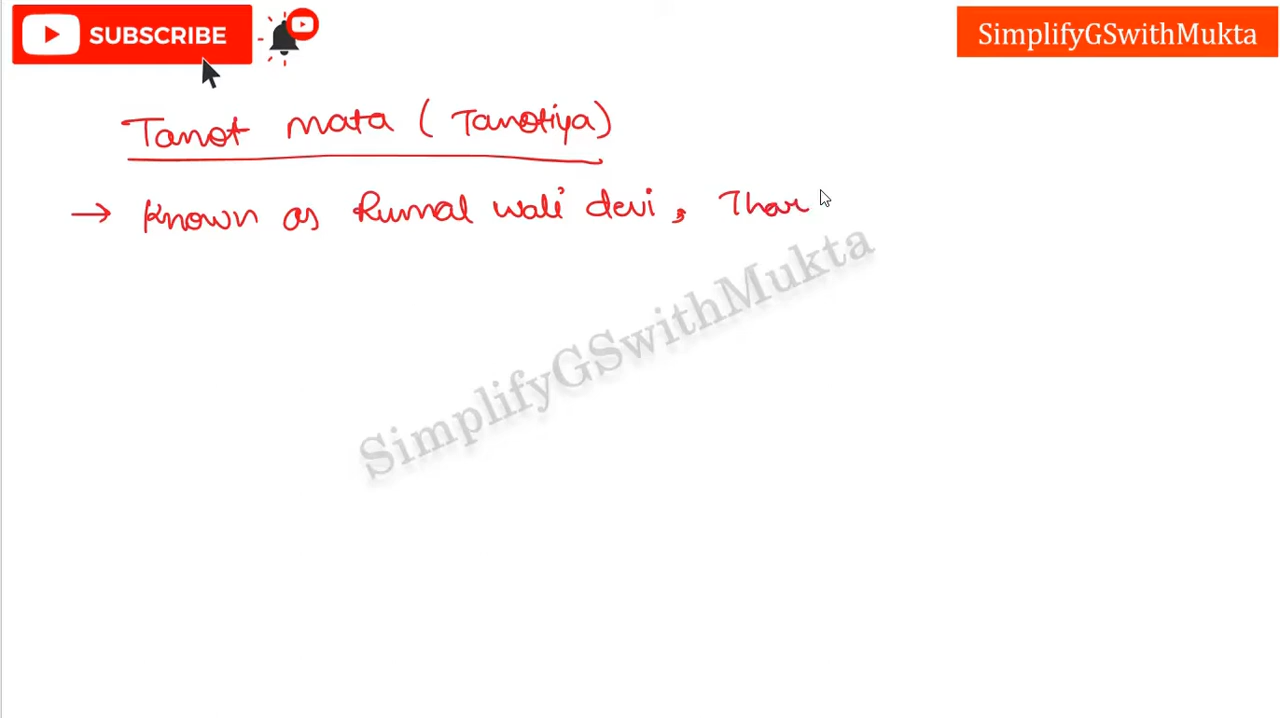 SUBSCRIBE
SimplifyGSwithMukta
Tanot mata (Tanotiya)
→ Known as Rumal wali devi, Thar
SimplifyGSwithMukta